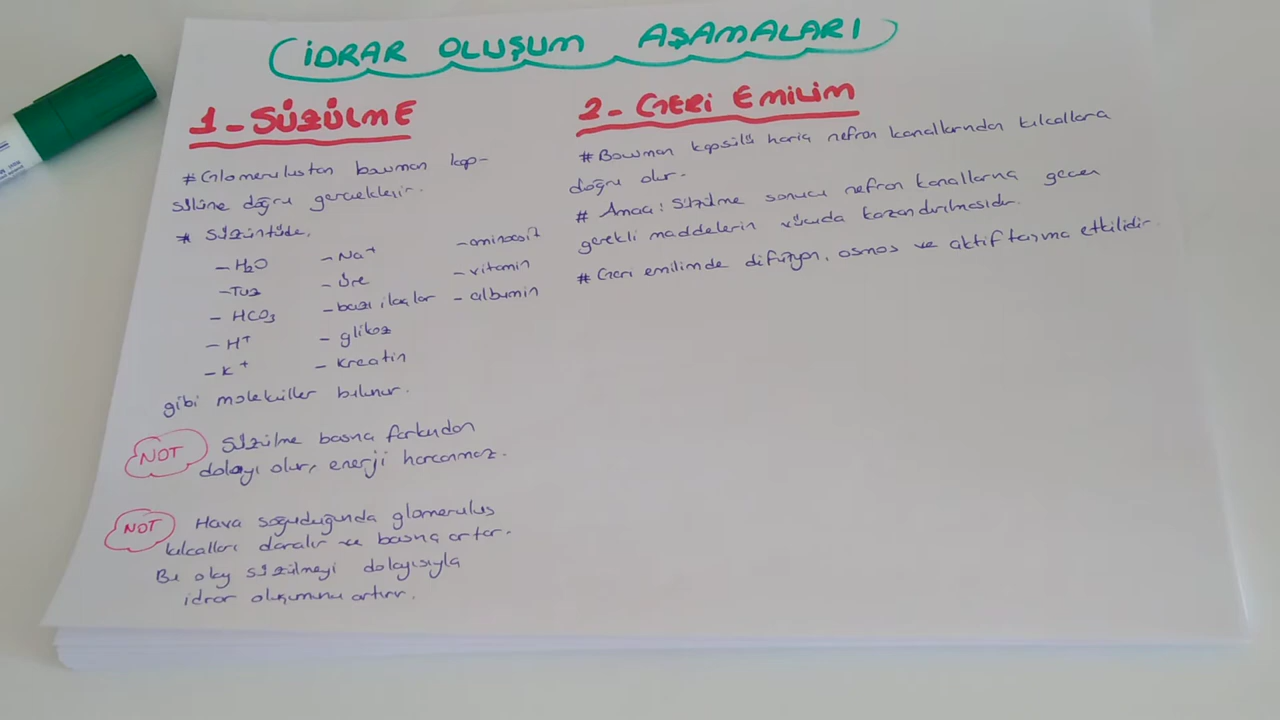 İDRAR OLUŞUM AŞAMALARI
1-SÜZÜLME
# Glomerulustan bowman kap-
sülüne doğru gerçekleşir.
* Süzüntüde,
- H2O
- Tuz
- HCO3
- H+
- K+
- Na+
- Üre
- bazı ilaçlar
- glikoz
- kreatin
- aminoasit
- vitamin
- albumin
gibi moleküller bulunur.
NOT Süzülme basınç farkından
dolayı olur, enerji harcanmaz.
NOT Hava soğuduğunda glomerulus
kılcalları daralır ve basınç artar.
Bu olay süzülmeyi dolayısıyla
idrar oluşumunu artırır.
2- GERİ EMİLİM
# Bowman kapsülü hariç nefron kanallarından kılcallara
doğru olur.
# Amacı: Süzülme sonucu nefron kanallarına geçen
gerekli maddelerin vücuda kazandırılmasıdır.
# Geri emilimde difüzyon, osmos ve aktif taşıma etkilidir.